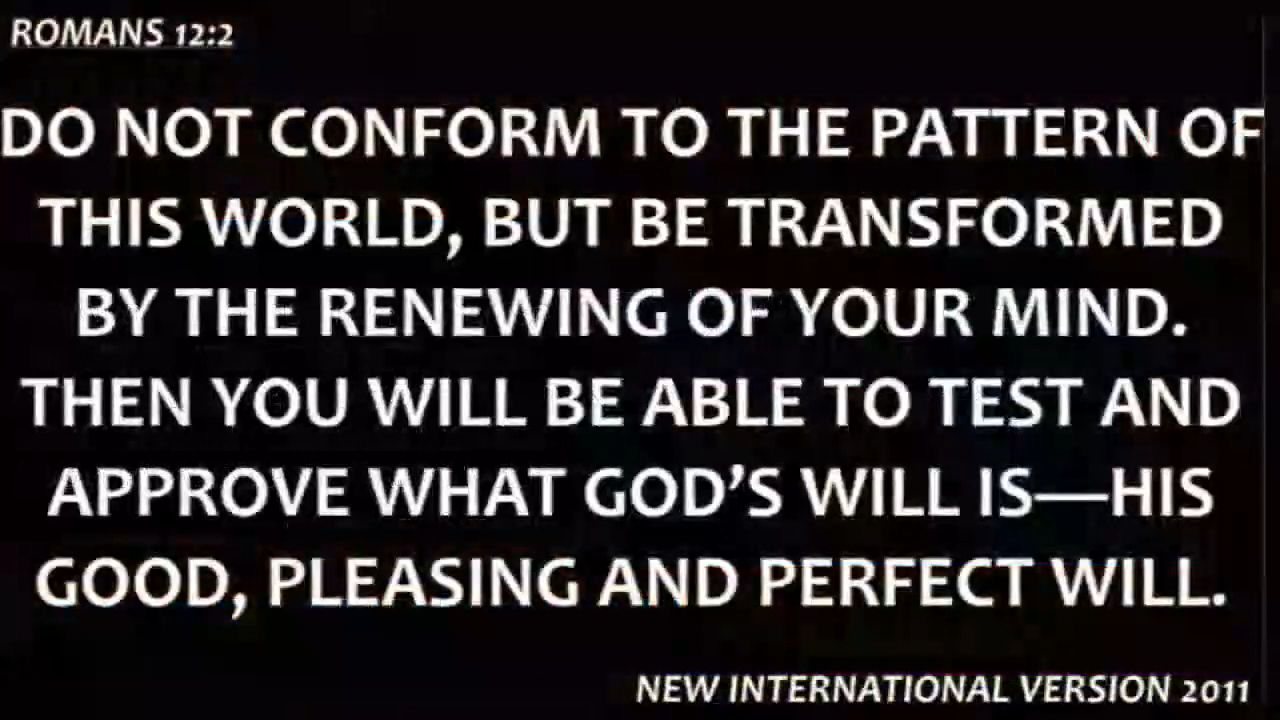 ROMANS 12:2
DO NOT CONFORM TO THE PATTERN OF
THIS WORLD, BUT BE TRANSFORMED
BY THE RENEWING OF YOUR MIND.
THEN YOU WILL BE ABLE TO TEST AND
APPROVE WHAT GOD’S WILL IS—HIS
GOOD, PLEASING AND PERFECT WILL.
NEW INTERNATIONAL VERSION 2011